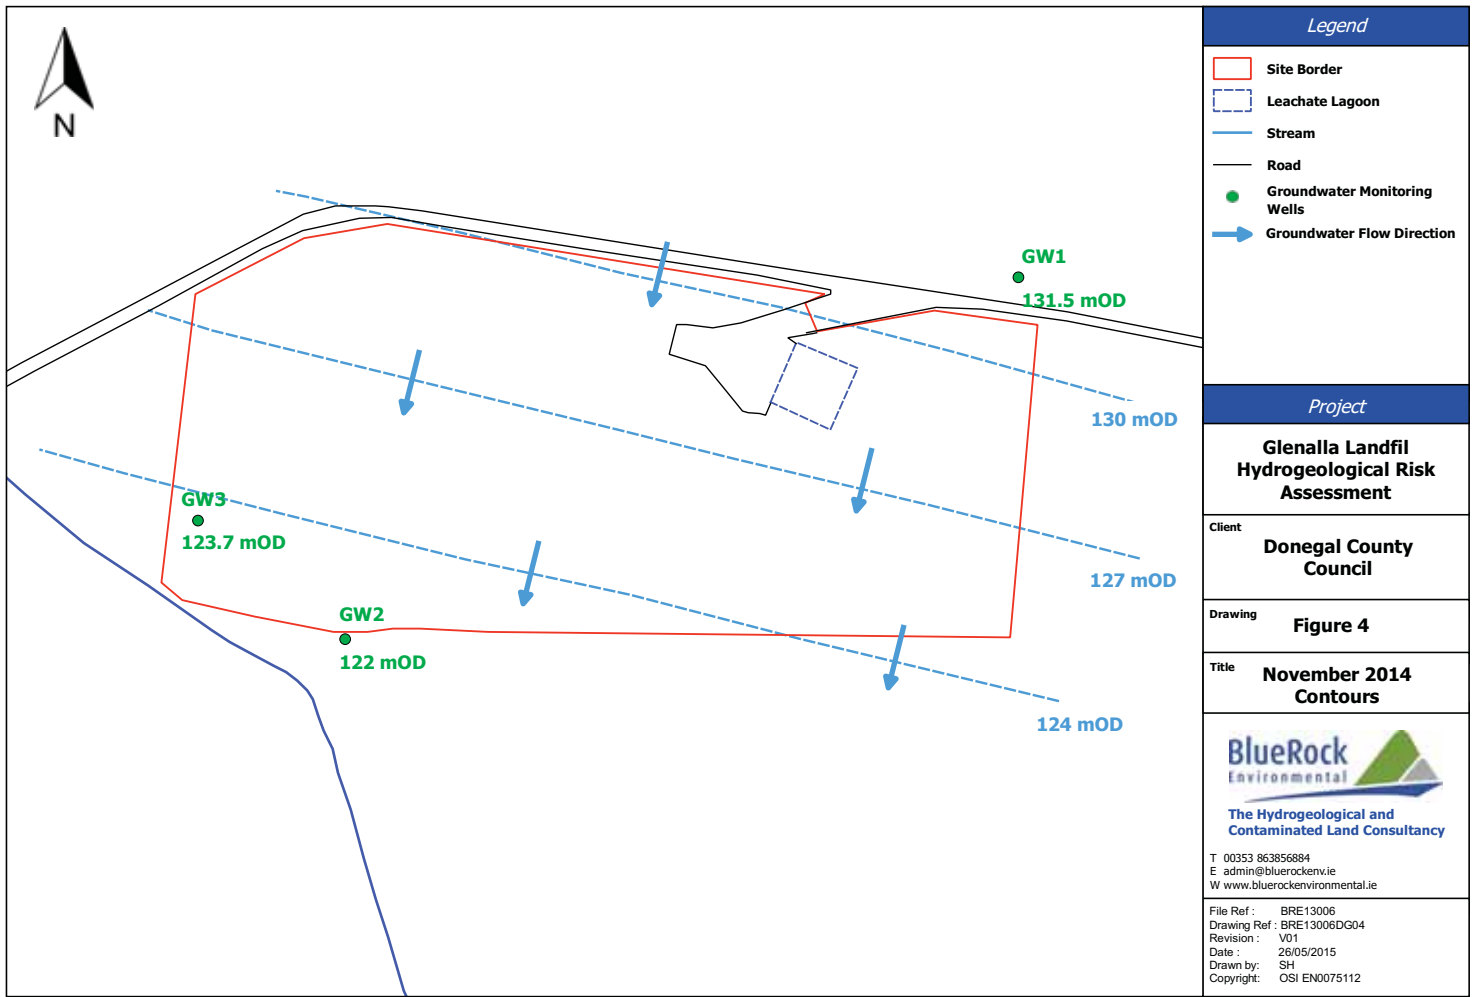 N
GW1
131.5 mOD
130 mOD
GW3
123.7 mOD
127 mOD
GW2
122 mOD
124 mOD
Legend
Site Border
Leachate Lagoon
Stream
Road
Groundwater Monitoring
Wells
Groundwater Flow Direction
Project
Glenalla Landfil
Hydrogeological Risk
Assessment
Client
Donegal County
Council
Drawing
Figure 4
Title
November 2014
Contours
BlueRock
Environmental
The Hydrogeological and
Contaminated Land Consultancy
T 00353 863856884
E admin@bluerockenv.ie
W www.bluerockenvironmental.ie
File Ref : BRE13006
Drawing Ref : BRE13006DG04
Revision : V01
Date : 26/05/2015
Drawn by: SH
Copyright: OSI EN0075112